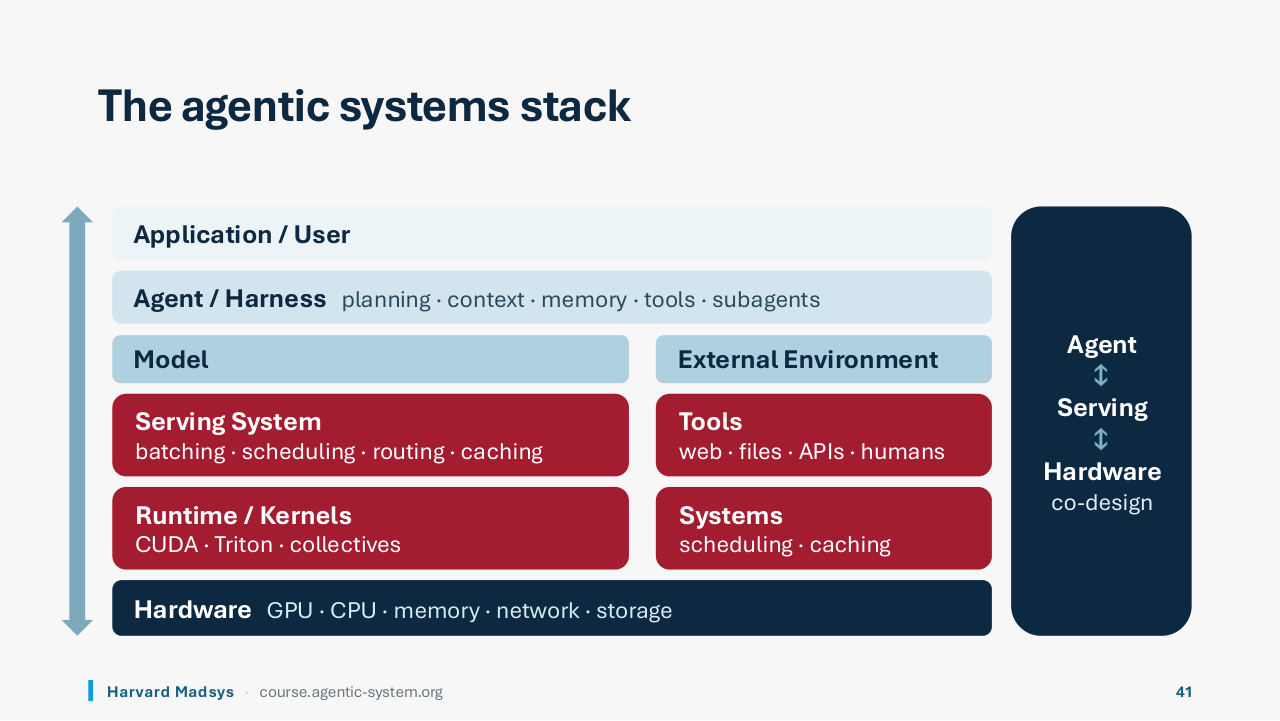 The agentic systems stack
Application / User
Agent / Harness planning · context · memory · tools · subagents
Model
External Environment
Serving System
batching · scheduling · routing · caching
Tools
web · files · APIs · humans
Runtime / Kernels
CUDA · Triton · collectives
Systems
scheduling · caching
Hardware GPU · CPU · memory · network · storage
Agent
↕
Serving
↕
Hardware
co-design
Harvard Madsys · course.agentic-system.org
41